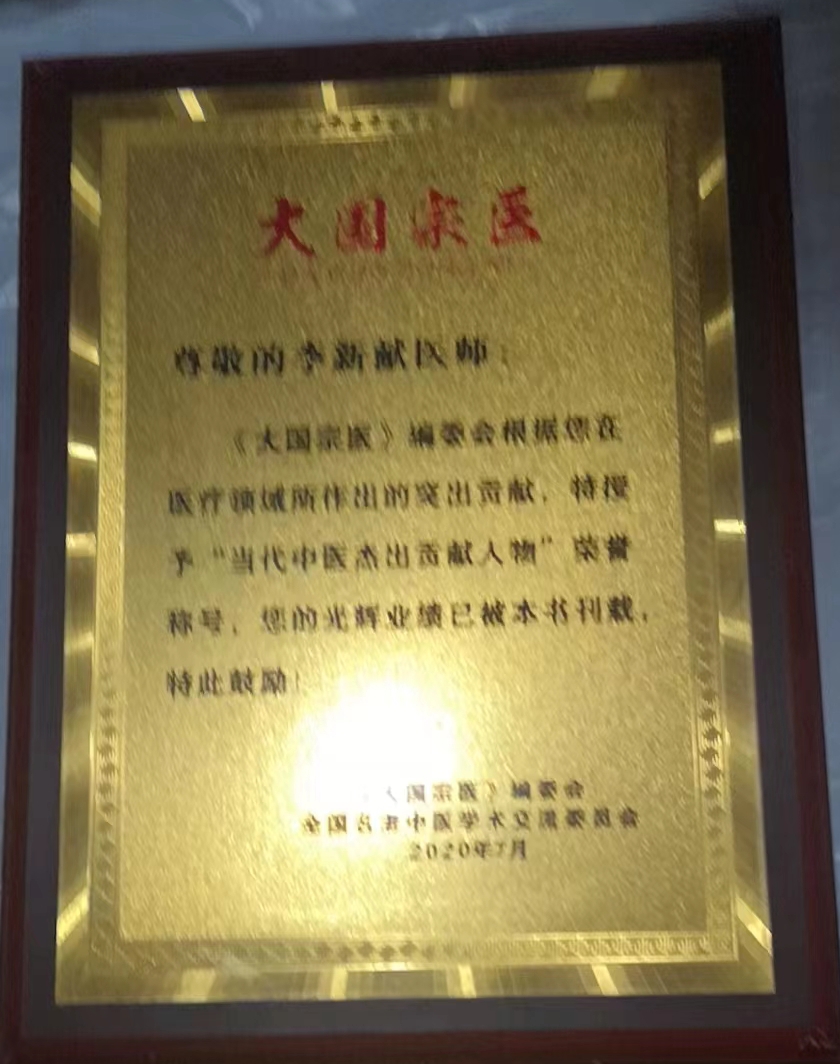 大国宗医
尊敬的李新献医师：
《大国宗医》编委会根据您在
医疗领域所作出的突出贡献，特授
予“当代中医杰出贡献人物”荣誉
称号，您的光辉业绩已被本书刊载，
特此鼓励！
《大国宗医》编委会
全国名老中医学术交流委员会
2020年7月